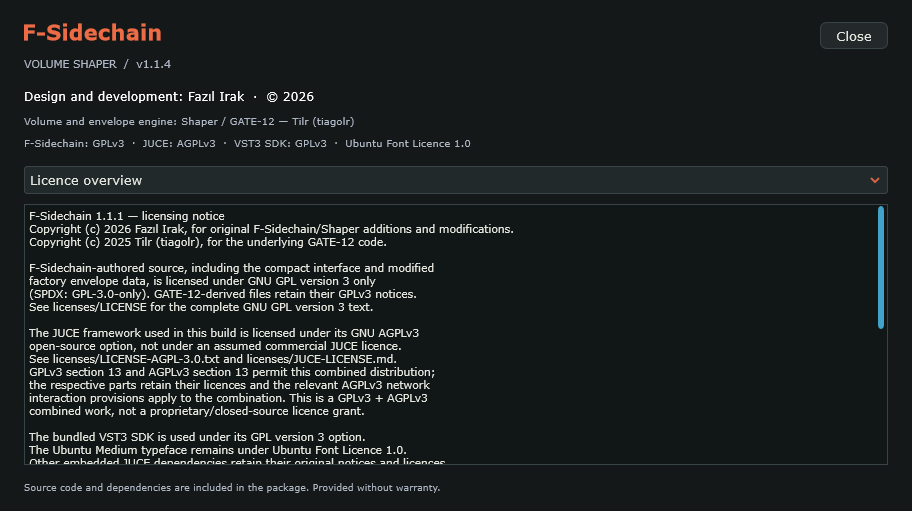 F-Sidechain
Close
VOLUME SHAPER / v1.1.4
Design and development: Fazıl Irak · © 2026
Volume and envelope engine: Shaper / GATE-12 — Tilr (tiagolr)
F-Sidechain: GPLv3 · JUCE: AGPLv3 · VST3 SDK: GPLv3 · Ubuntu Font Licence 1.0
Licence overview
F-Sidechain 1.1.1 — licensing notice
Copyright (c) 2026 Fazıl Irak, for original F-Sidechain/Shaper additions and modifications.
Copyright (c) 2025 Tilr (tiagolr), for the underlying GATE-12 code.
F-Sidechain-authored source, including the compact interface and modified
factory envelope data, is licensed under GNU GPL version 3 only
(SPDX: GPL-3.0-only). GATE-12-derived files retain their GPLv3 notices.
See licenses/LICENSE for the complete GNU GPL version 3 text.
The JUCE framework used in this build is licensed under its GNU AGPLv3
open-source option, not under an assumed commercial JUCE licence.
See licenses/LICENSE-AGPL-3.0.txt and licenses/JUCE-LICENSE.md.
GPLv3 section 13 and AGPLv3 section 13 permit this combined distribution;
the respective parts retain their licences and the relevant AGPLv3 network
interaction provisions apply to the combination. This is a GPLv3 + AGPLv3
combined work, not a proprietary/closed-source licence grant.
The bundled VST3 SDK is used under its GPL version 3 option.
The Ubuntu Medium typeface remains under Ubuntu Font Licence 1.0.
Other embedded JUCE dependencies retain their original notices and licences
Source code and dependencies are included in the package. Provided without warranty.